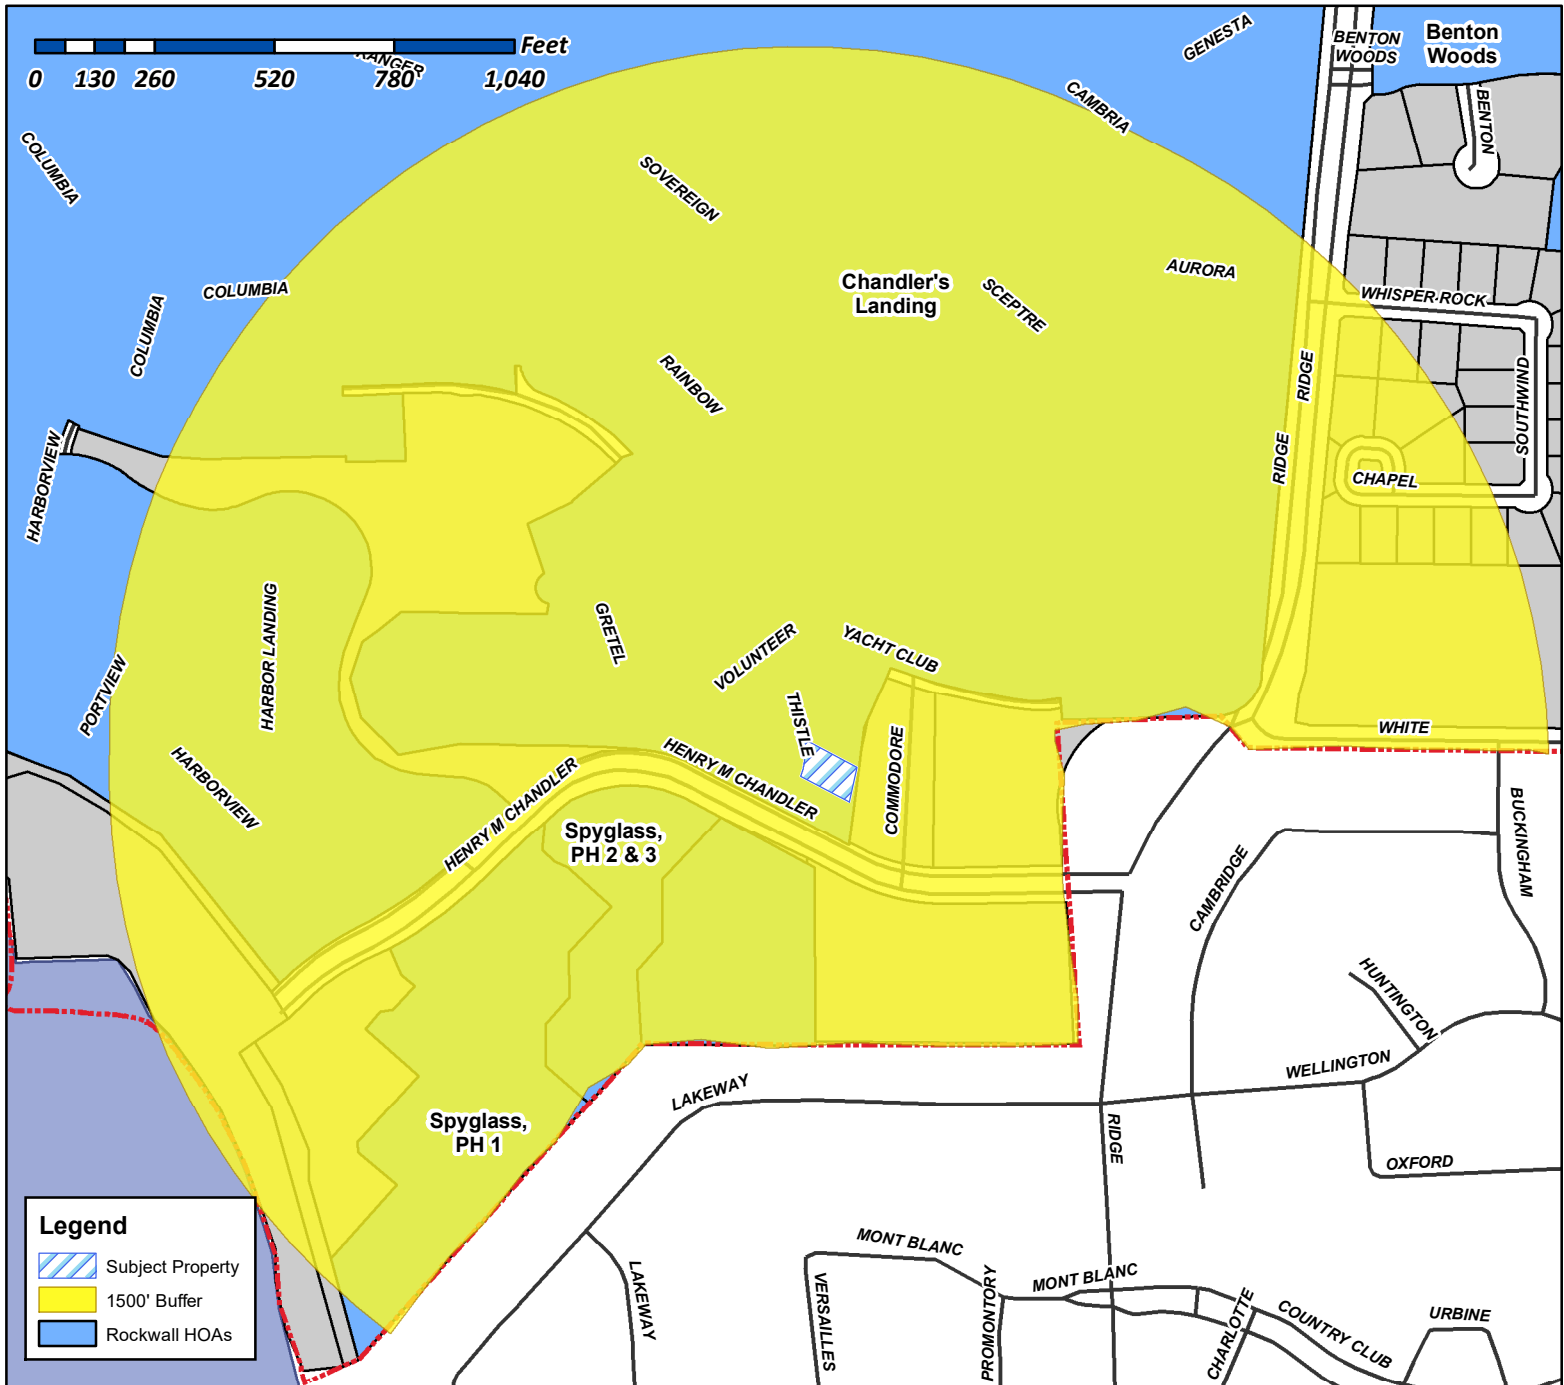 Feet
0 130 260 520 780 1,040
RANGER
GENESTA
BENTON
WOODS
Benton
Woods
BENTON
COLUMBIA
CAMBRIA
SOVEREIGN
COLUMBIA
COLUMBIA
Chandler's
Landing
SCEPTRE
AURORA
WHISPER ROCK
RIDGE
RIDGE
SOUTHWIND
CHAPEL
RAINBOW
HARBORVIEW
HARBOR LANDING
PORTVIEW
HARBORVIEW
GRETEL
VOLUNTEER
YACHT CLUB
THISTLE
COMMODORE
HENRY M CHANDLER
HENRY M CHANDLER
WHITE
Spyglass,
PH 2 & 3
BUCKINGHAM
CAMBRIDGE
HUNTINGTON
WELLINGTON
LAKEWAY
RIDGE
OXFORD
Spyglass,
PH 1
LAKEWAY
MONT BLANC
VERSAILLES
MONT BLANC
PROMONTORY
CHARLOTTE
COUNTRY CLUB
URBINE
Legend
Subject Property
1500' Buffer
Rockwall HOAs